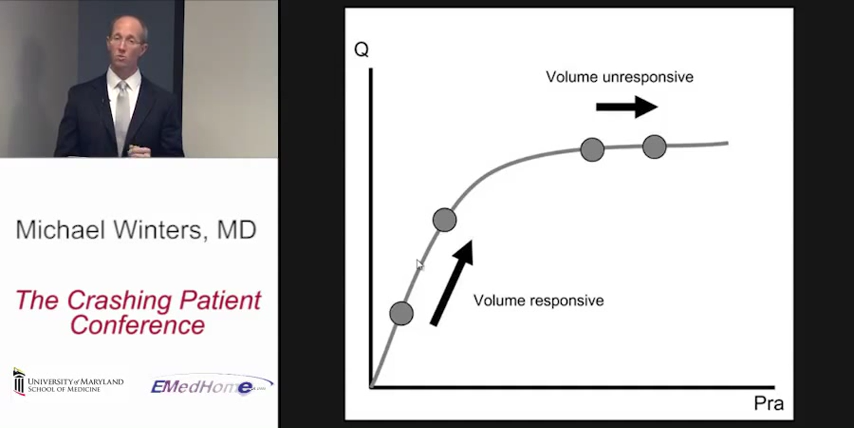 Michael Winters, MD
The Crashing Patient
Conference
UNIVERSITY of MARYLAND
SCHOOL OF MEDICINE
EMedHome
Q
Volume unresponsive
Volume responsive
Pra